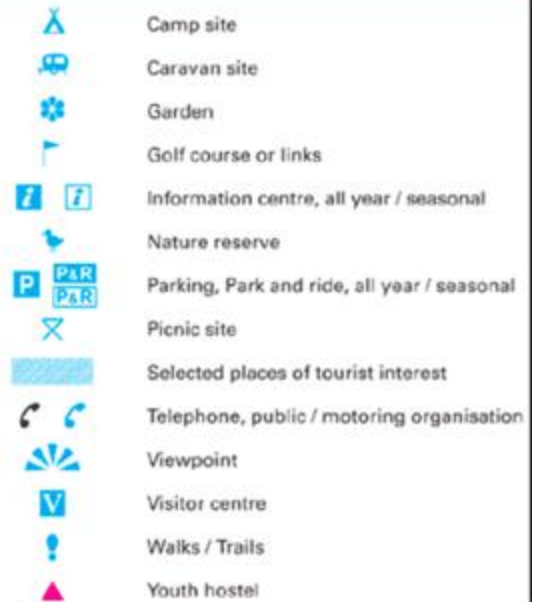 Camp site
Caravan site
Garden
Golf course or links
i i Information centre, all year / seasonal
Nature reserve
P P&R P&R Parking, Park and ride, all year / seasonal
Picnic site
Selected places of tourist interest
Telephone, public / motoring organisation
Viewpoint
V Visitor centre
Walks / Trails
Youth hostel